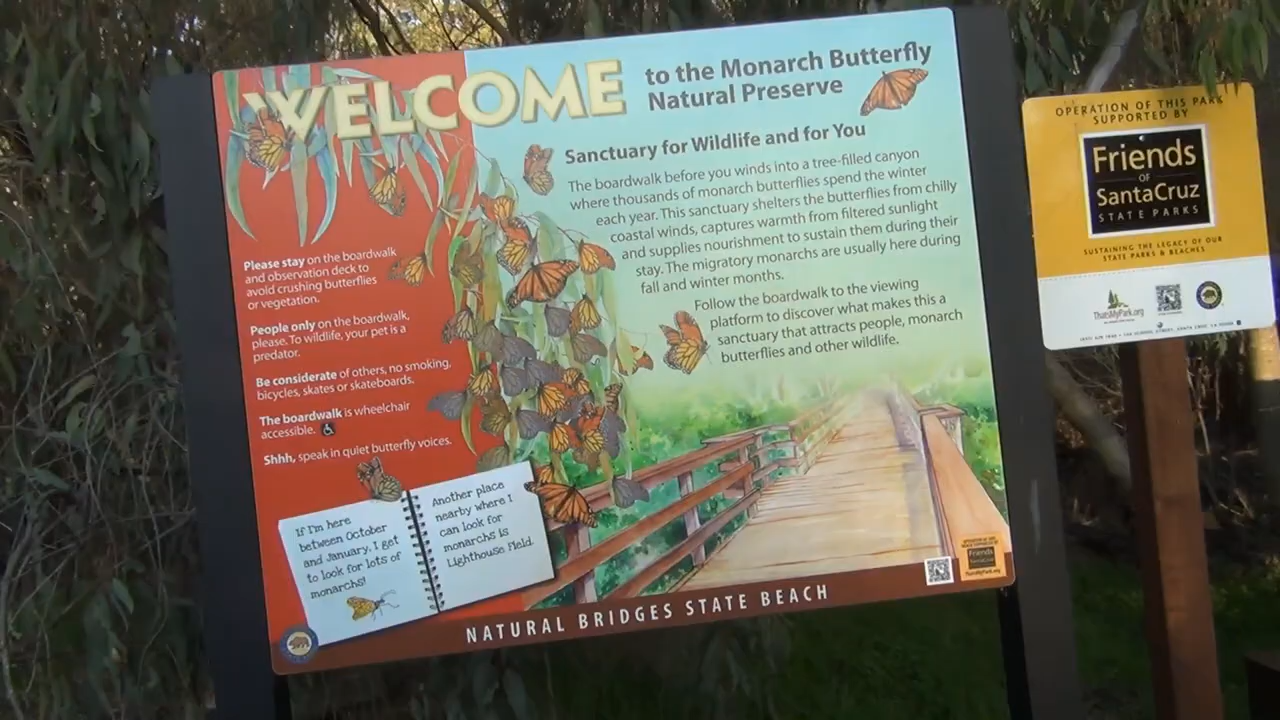 WELCOME
to the Monarch Butterfly
Natural Preserve
Sanctuary for Wildlife and for You
The boardwalk before you winds into a tree-filled canyon
where thousands of monarch butterflies spend the winter
each year. This sanctuary shelters the butterflies from chilly
coastal winds, captures warmth from filtered sunlight
and supplies nourishment to sustain them during their
stay. The migratory monarchs are usually here during
fall and winter months.
Follow the boardwalk to the viewing
platform to discover what makes this a
sanctuary that attracts people, monarch
butterflies and other wildlife.
Please stay on the boardwalk
and observation deck to
avoid crushing butterflies
or vegetation.
People only on the boardwalk,
please. To wildlife, your pet is a
predator.
Be considerate of others, no smoking,
bicycles, skates or skateboards.
The boardwalk is wheelchair
accessible.
Shhh, speak in quiet butterfly voices.
If I'm here
between October
and January, I get
to look for lots of
monarchs!
Another place
nearby where I
can look for
monarchs is
Lighthouse Field.
NATURAL BRIDGES STATE BEACH
Friends
ThatsMyPark.org
OPERATION OF THIS PARK
SUPPORTED BY
Friends
OF
SantaCruz
STATE PARKS
SUSTAINING THE LEGACY OF OUR
STATE PARKS & BEACHES
ThatsMyPark.org